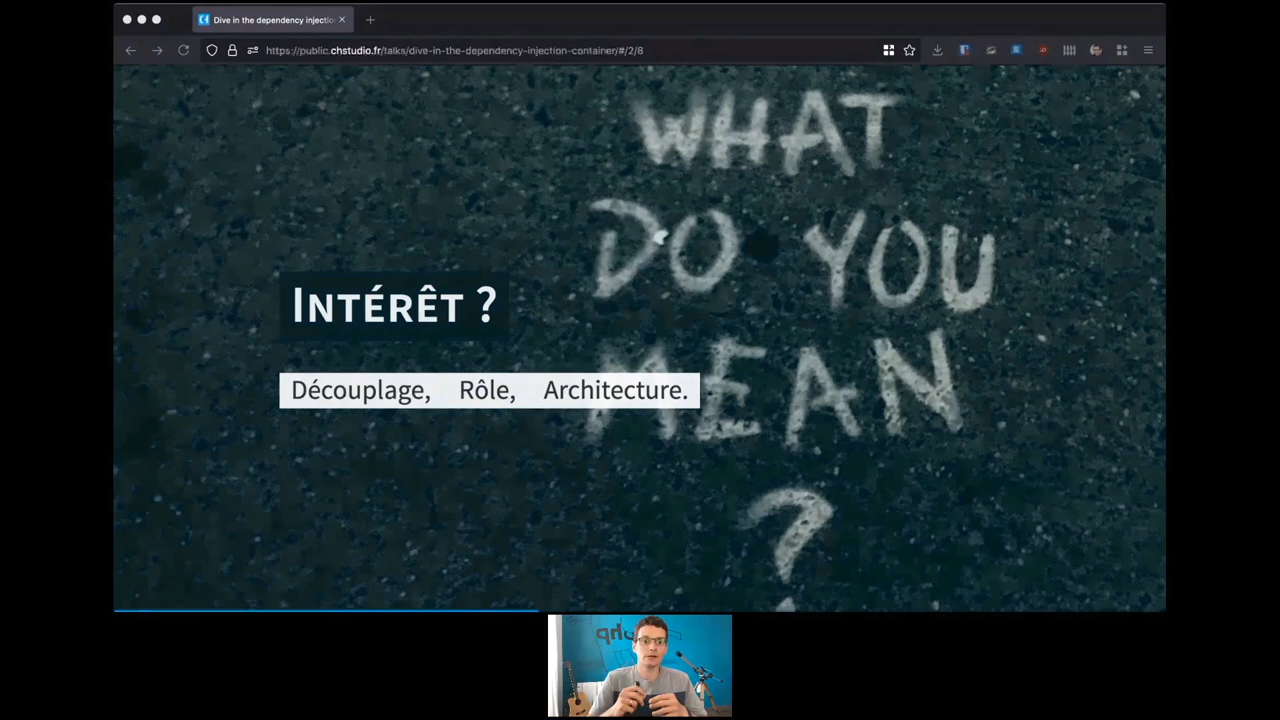 Dive in the dependency injectio
https://public.chstudio.fr/talks/dive-in-the-dependency-injection-container/#/2/8
WHAT
DO YOU
MEAN
?
Intérêt ?
Découplage, Rôle, Architecture.
php